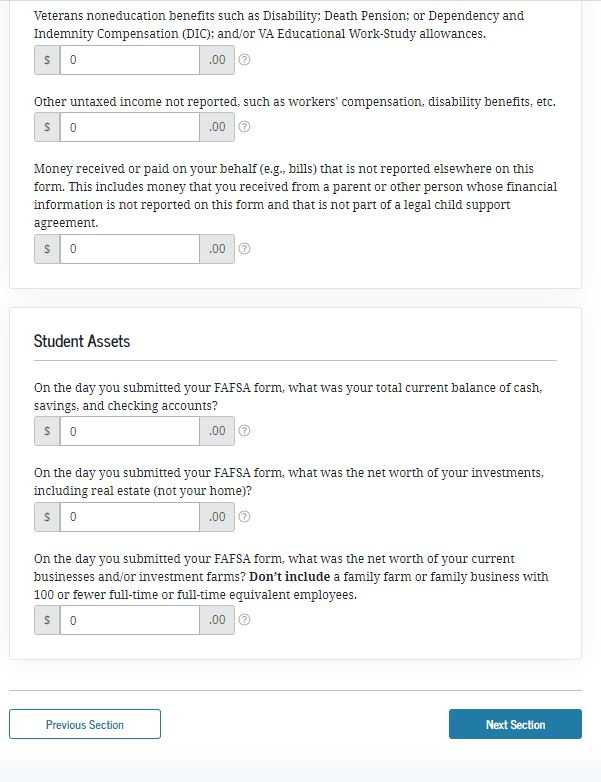 Veterans noneducation benefits such as Disability; Death Pension; or Dependency and
Indemnity Compensation (DIC); and/or VA Educational Work-Study allowances.
$ 0 .00 ?
Other untaxed income not reported, such as workers' compensation, disability benefits, etc.
$ 0 .00 ?
Money received or paid on your behalf (e.g., bills) that is not reported elsewhere on this
form. This includes money that you received from a parent or other person whose financial
information is not reported on this form and that is not part of a legal child support
agreement.
$ 0 .00 ?
Student Assets
On the day you submitted your FAFSA form, what was your total current balance of cash,
savings, and checking accounts?
$ 0 .00 ?
On the day you submitted your FAFSA form, what was the net worth of your investments,
including real estate (not your home)?
$ 0 .00 ?
On the day you submitted your FAFSA form, what was the net worth of your current
businesses and/or investment farms? Don't include a family farm or family business with
100 or fewer full-time or full-time equivalent employees.
$ 0 .00 ?
Previous Section Next Section